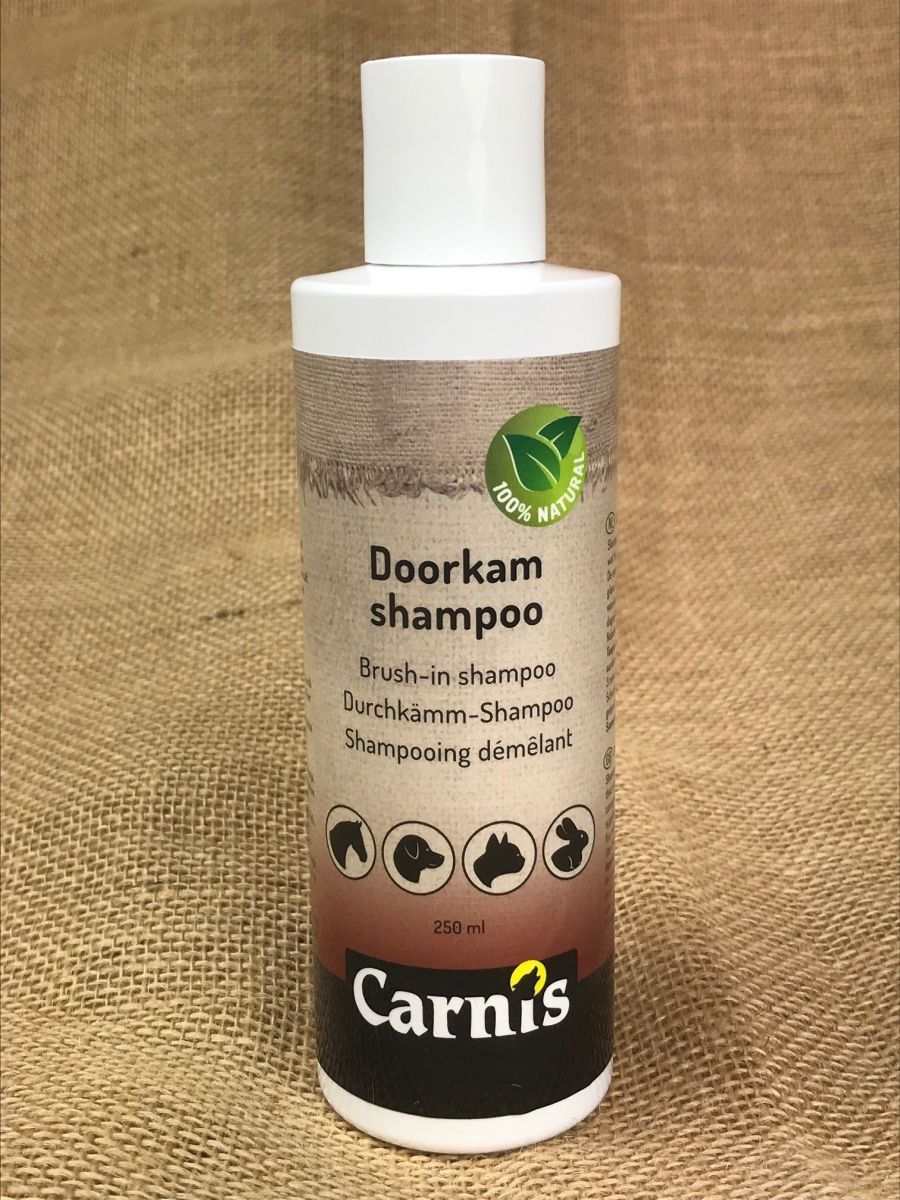 100% NATURAL
Doorkam
shampoo
Brush-in shampoo
Durchkämm-Shampoo
Shampooing démêlant
250 ml
Carnis